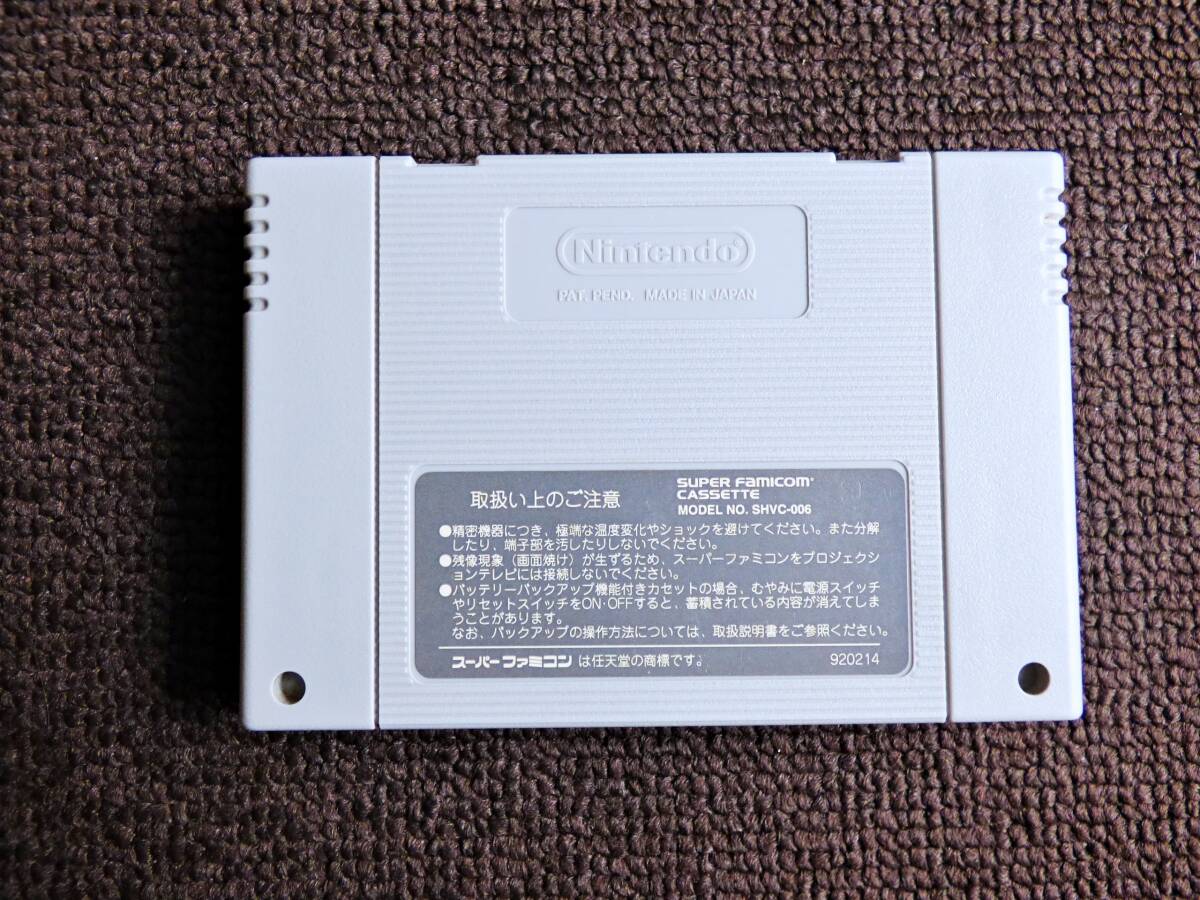 Nintendo®
PAT. PEND. MADE IN JAPAN
取扱い上のご注意
SUPER FAMICOM®
CASSETTE
MODEL NO. SHVC-006
●精密機器につき、極端な温度変化やショックを避けてください。また分解
したり、端子部を汚したりしないでください。
●残像現象（画面焼け）が生ずるため、スーパーファミコンをプロジェクシ
ョンテレビには接続しないでください。
●バッテリーバックアップ機能付きカセットの場合、むやみに電源スイッチ
やリセットスイッチをON·OFFすると、蓄積されている内容が消えてしま
うことがあります。
なお、バックアップの操作方法については、取扱説明書をご参照ください。
スーパーファミコン は任天堂の商標です。
920214